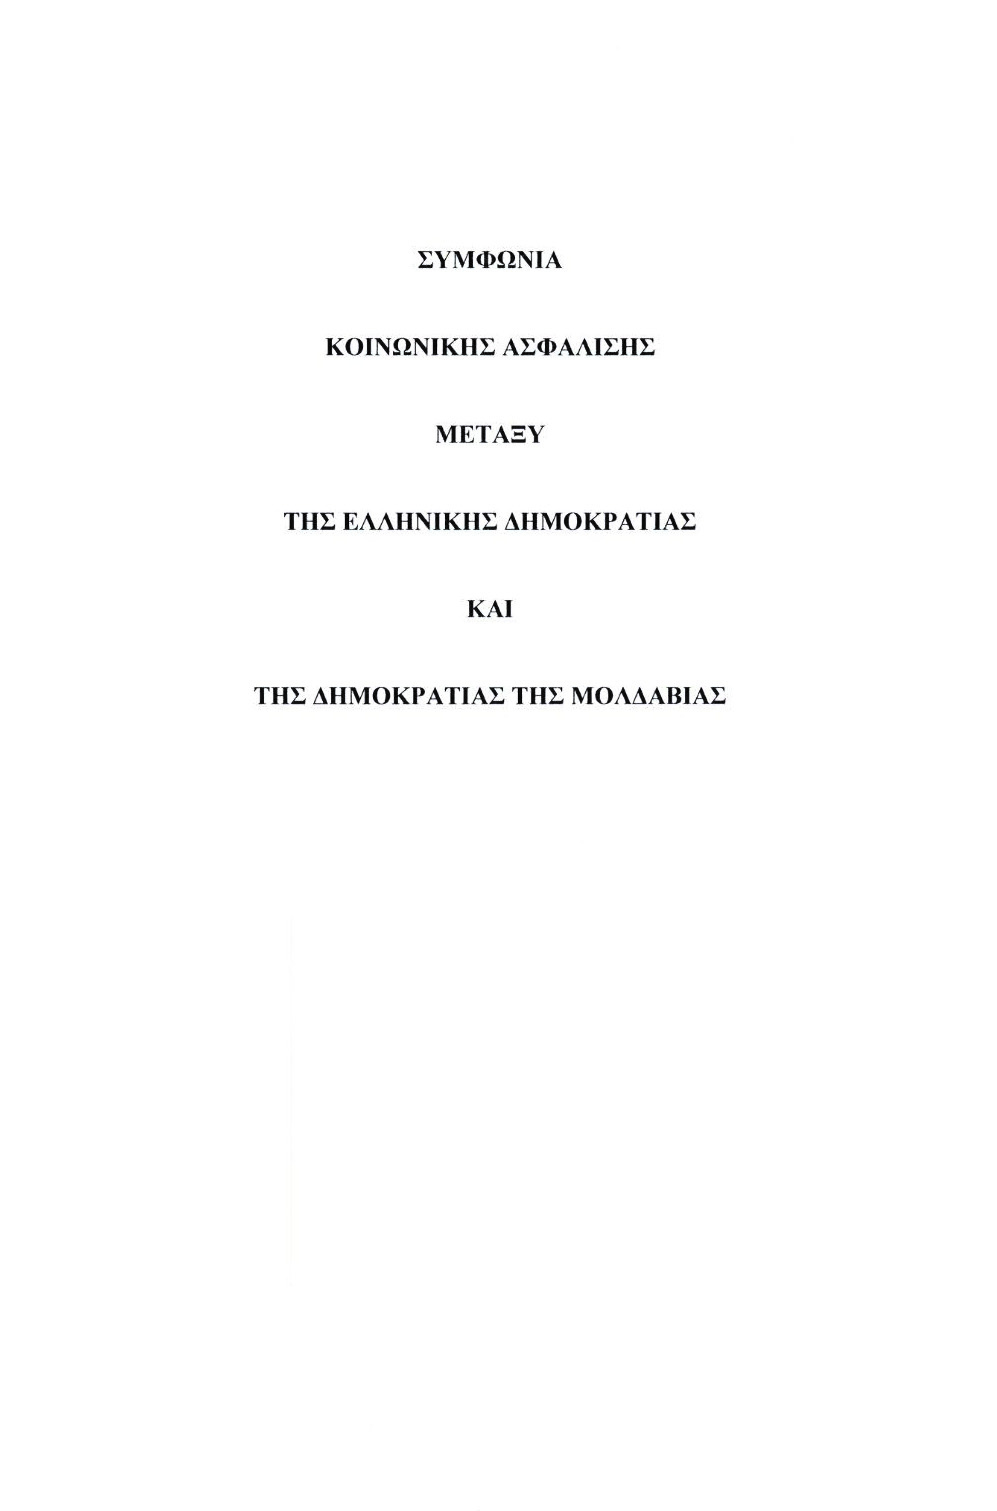 ΣΥΜΦΩΝΙΑ
ΚΟΙΝΩΝΙΚΗΣ ΑΣΦΑΛΙΣΗΣ
ΜΕΤΑΞΥ
ΤΗΣ ΕΛΛΗΝΙΚΗΣ ΔΗΜΟΚΡΑΤΙΑΣ
ΚΑΙ
ΤΗΣ ΔΗΜΟΚΡΑΤΙΑΣ ΤΗΣ ΜΟΛΔΑΒΙΑΣ